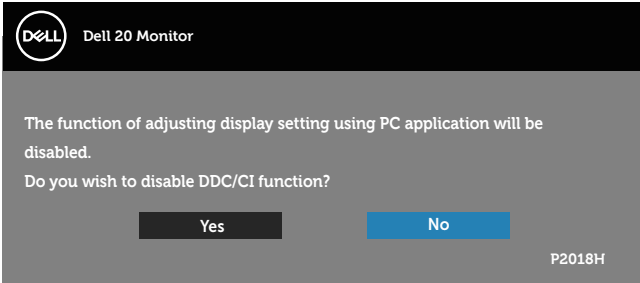 DELL
Dell 20 Monitor
The function of adjusting display setting using PC application will be
disabled.
Do you wish to disable DDC/CI function?
Yes
No
P2018H